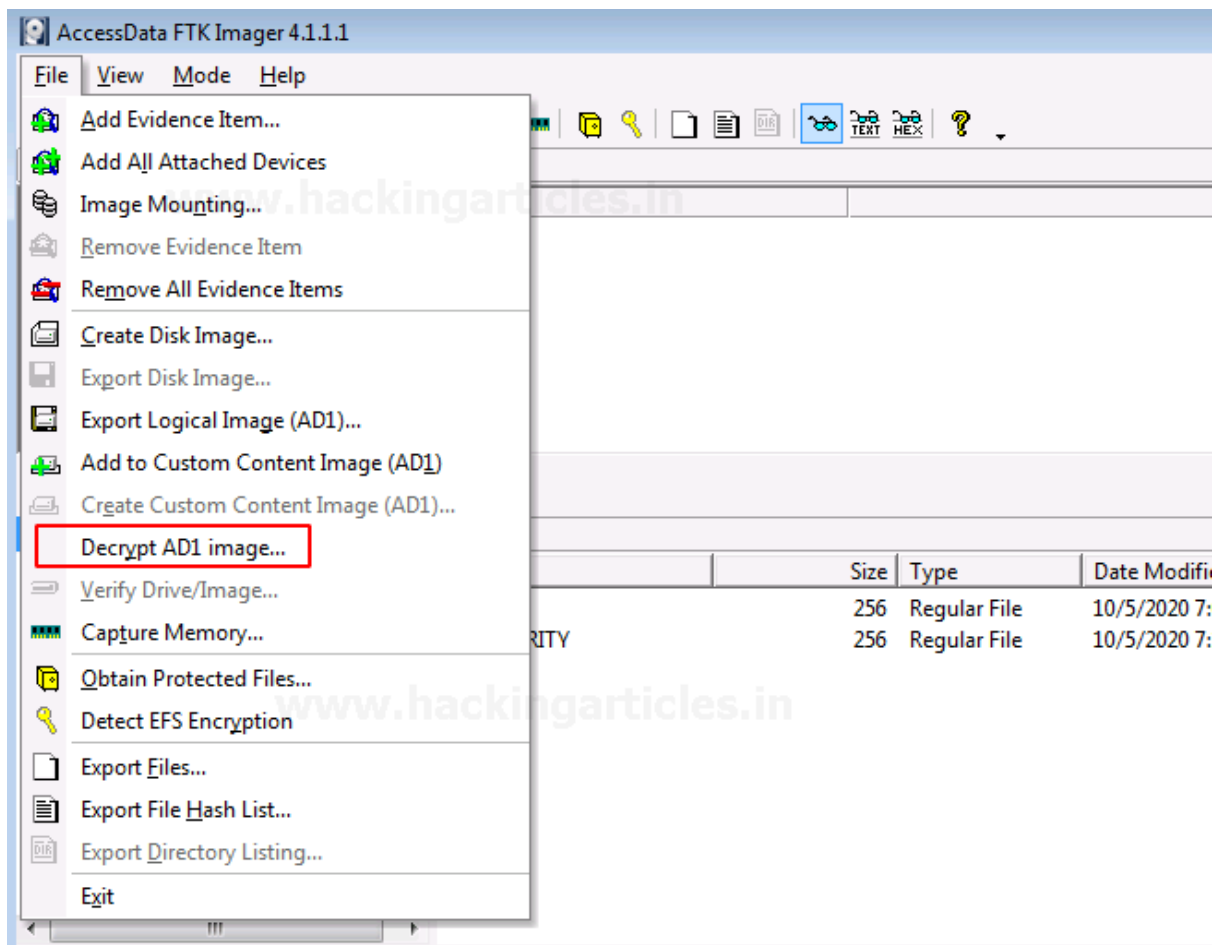 AccessData FTK Imager 4.1.1.1
File View Mode Help
Add Evidence Item...
TEXT HEX ?
DIR
Add All Attached Devices
Image Mounting...
www.hackingarticles.in
Remove Evidence Item
Remove All Evidence Items
Create Disk Image...
Export Disk Image...
Export Logical Image (AD1)...
Add to Custom Content Image (AD1)
Create Custom Content Image (AD1)...
Decrypt AD1 image...
Size Type Date Modifie
Verify Drive/Image...
256 Regular File 10/5/2020 7:
Capture Memory...
RITY 256 Regular File 10/5/2020 7:
Obtain Protected Files...
www.hackingarticles.in
Detect EFS Encryption
Export Files...
Export File Hash List...
DIR Export Directory Listing...
Exit